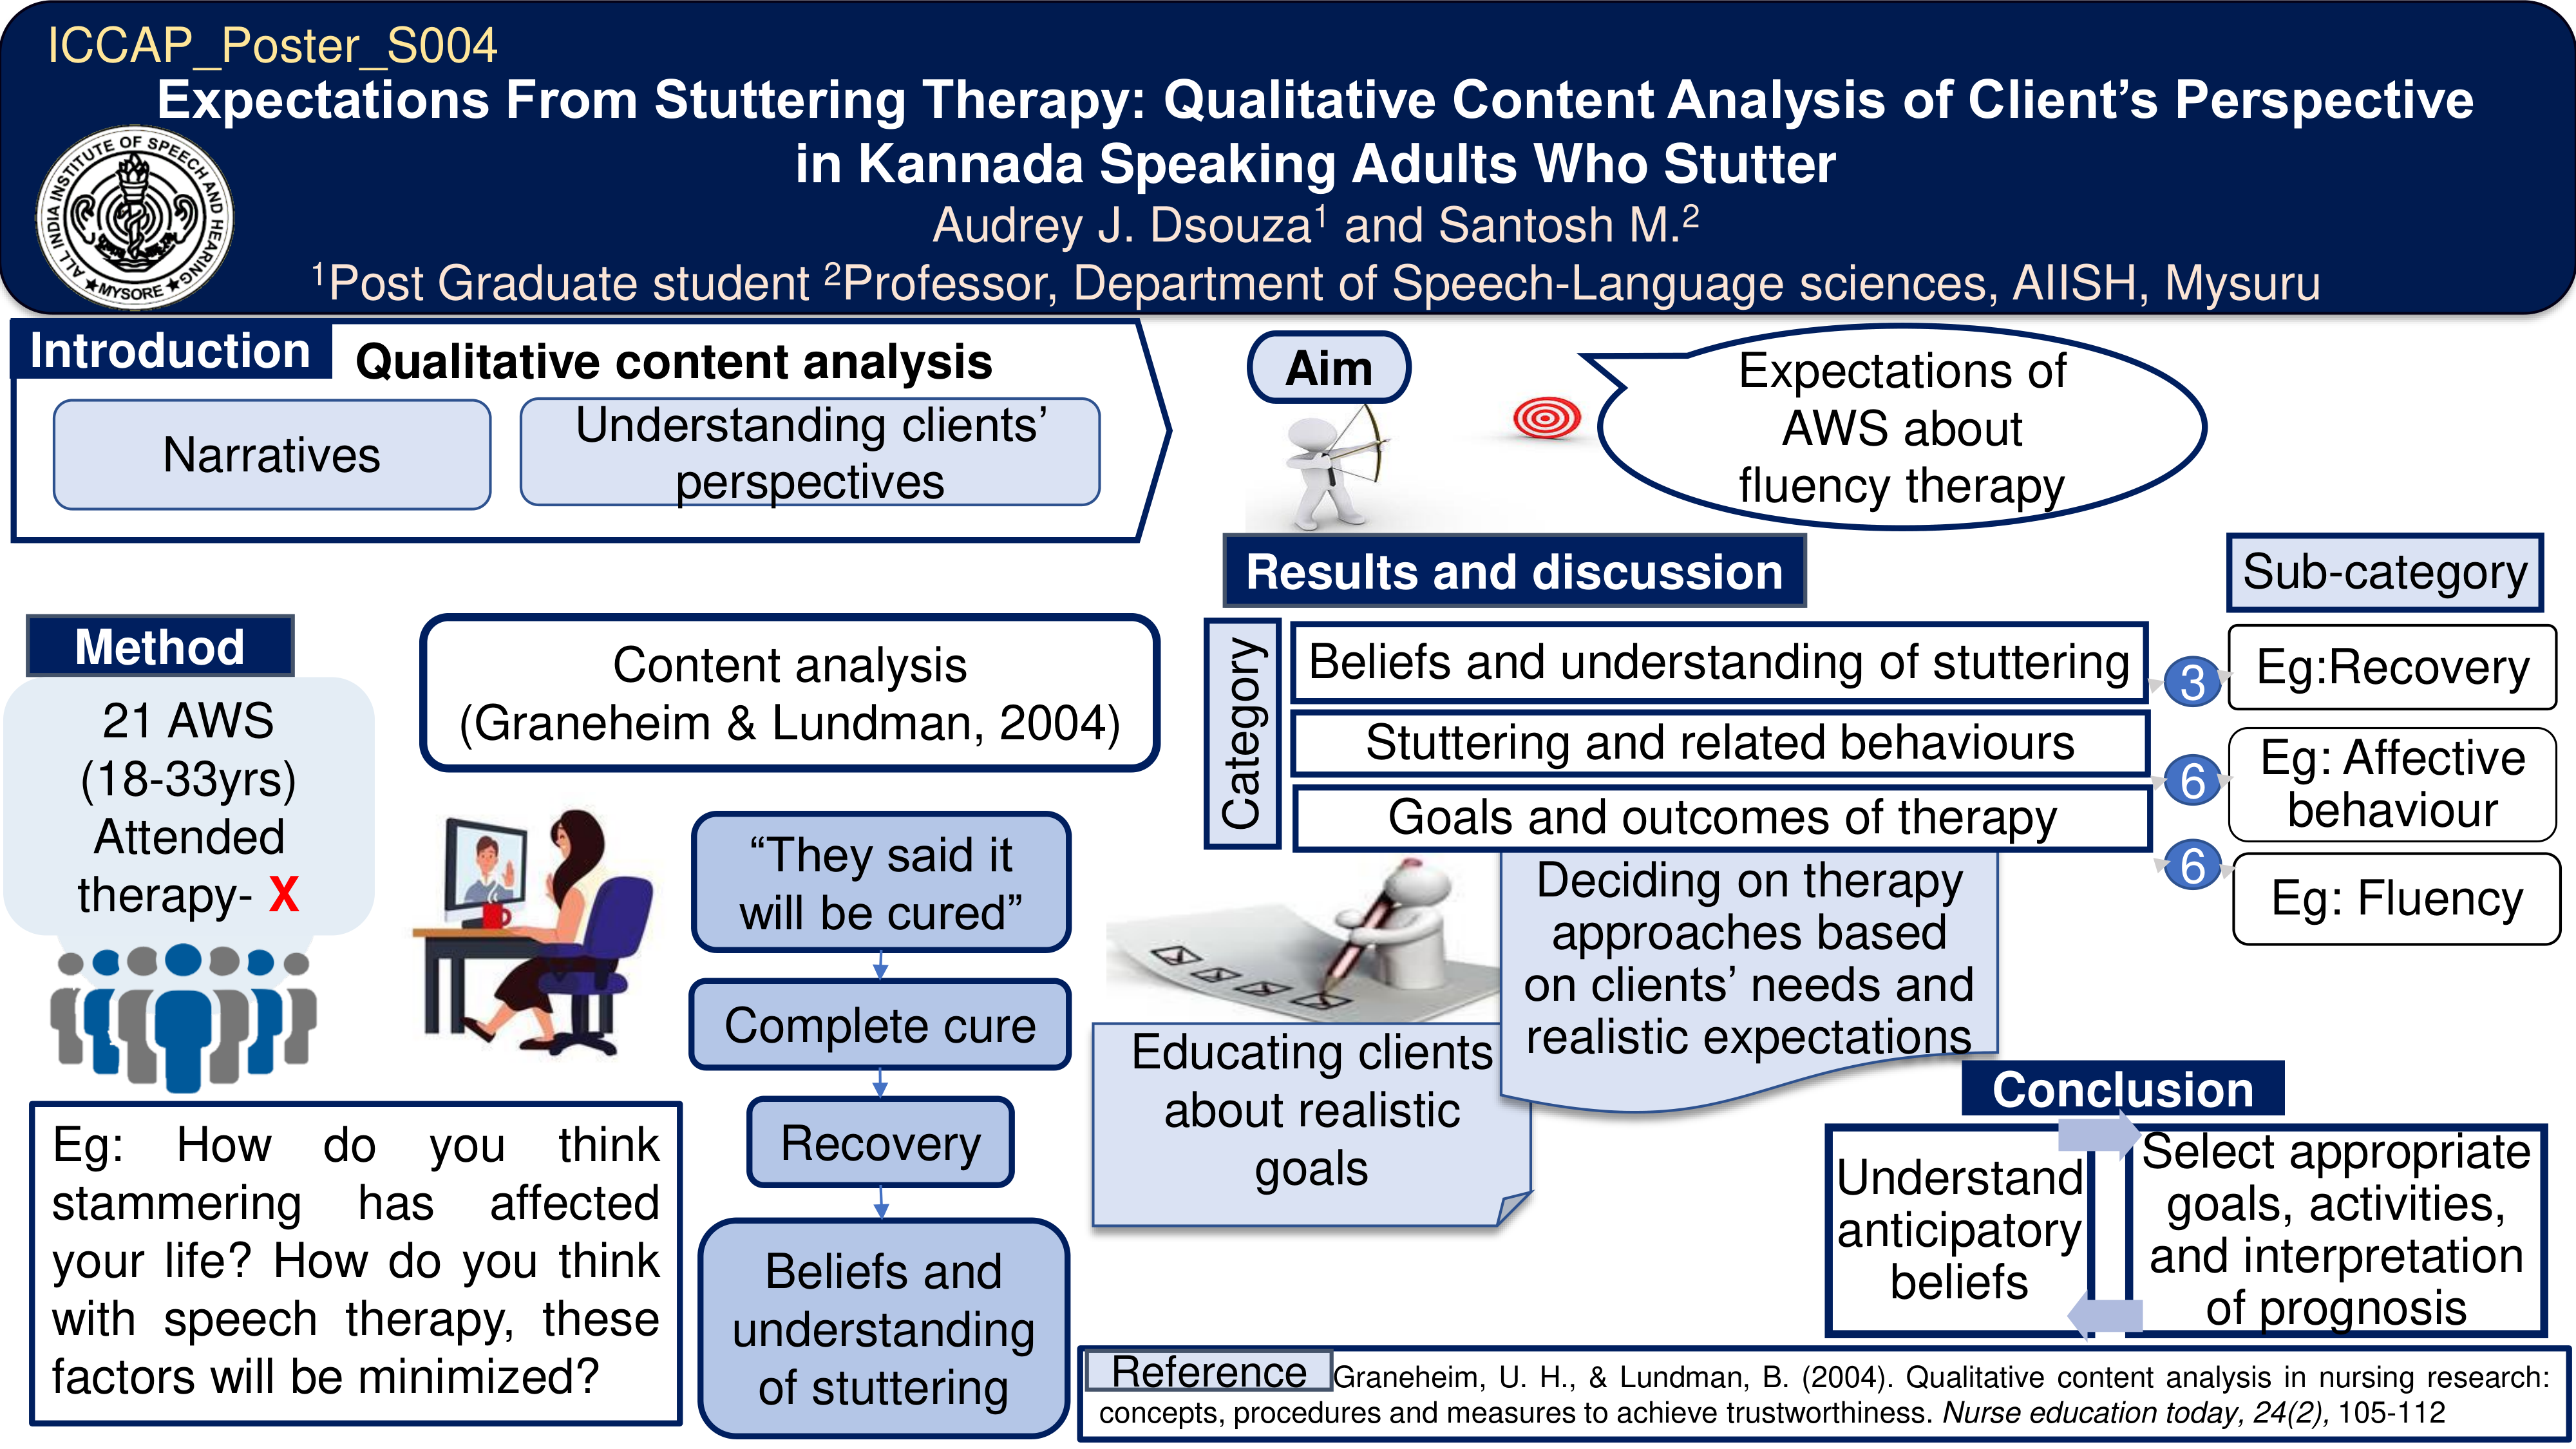 ICCAP_Poster_S004
Expectations From Stuttering Therapy: Qualitative Content Analysis of Client’s Perspective
in Kannada Speaking Adults Who Stutter
Audrey J. Dsouza¹ and Santosh M.²
¹Post Graduate student ²Professor, Department of Speech-Language sciences, AIISH, Mysuru
ALL INDIA INSTITUTE OF SPEECH AND HEARING
★MYSORE★
Introduction
Qualitative content analysis
Narratives
Understanding clients’
perspectives
Aim
Expectations of
AWS about
fluency therapy
Method
21 AWS
(18-33yrs)
Attended
therapy- X
Content analysis
(Graneheim & Lundman, 2004)
“They said it
will be cured”
Complete cure
Recovery
Beliefs and
understanding
of stuttering
Eg: How do you think
stammering has affected
your life? How do you think
with speech therapy, these
factors will be minimized?
Results and discussion
Sub-category
Category
Beliefs and understanding of stuttering
3
Eg:Recovery
Stuttering and related behaviours
6
Eg: Affective
behaviour
Goals and outcomes of therapy
6
Eg: Fluency
Deciding on therapy
approaches based
on clients’ needs and
realistic expectations
Educating clients
about realistic
goals
Conclusion
Understand
anticipatory
beliefs
Select appropriate
goals, activities,
and interpretation
of prognosis
Reference
Graneheim, U. H., & Lundman, B. (2004). Qualitative content analysis in nursing research:
concepts, procedures and measures to achieve trustworthiness. Nurse education today, 24(2), 105-112